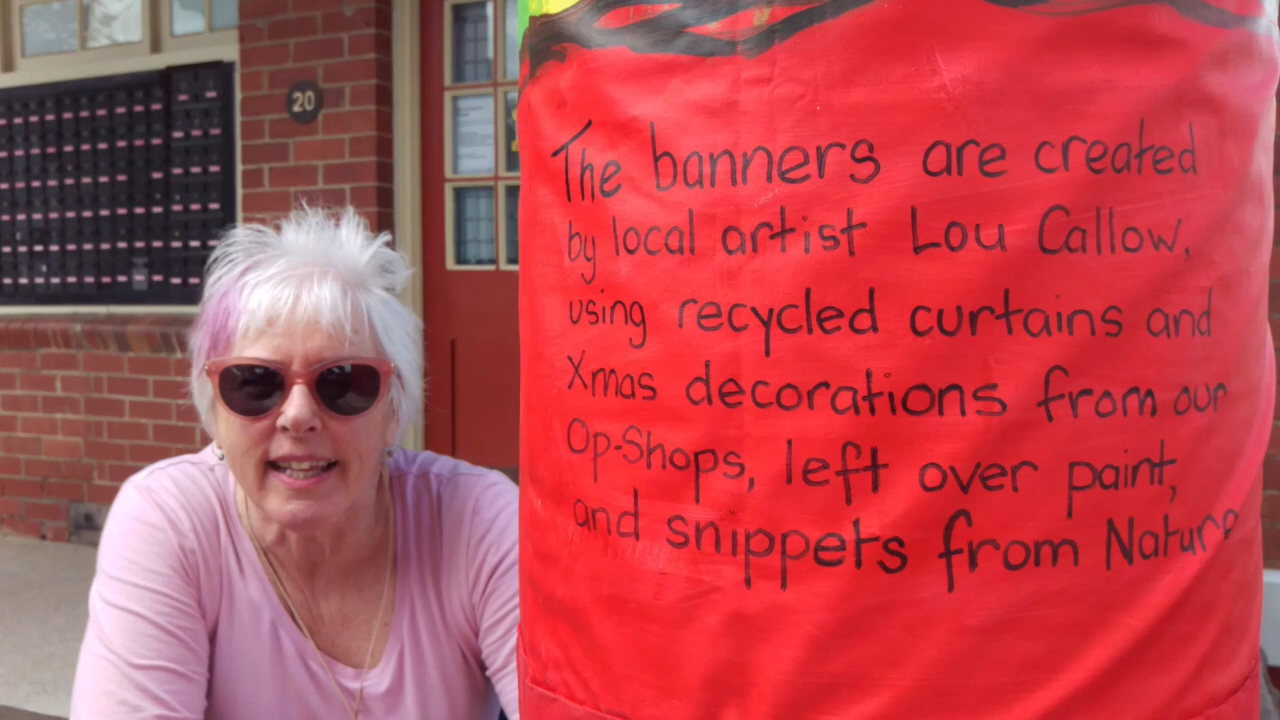 20
The banners are created
by local artist Lou Callow,
using recycled curtains and
Xmas decorations from our
Op-Shops, left over paint,
and snippets from Nature